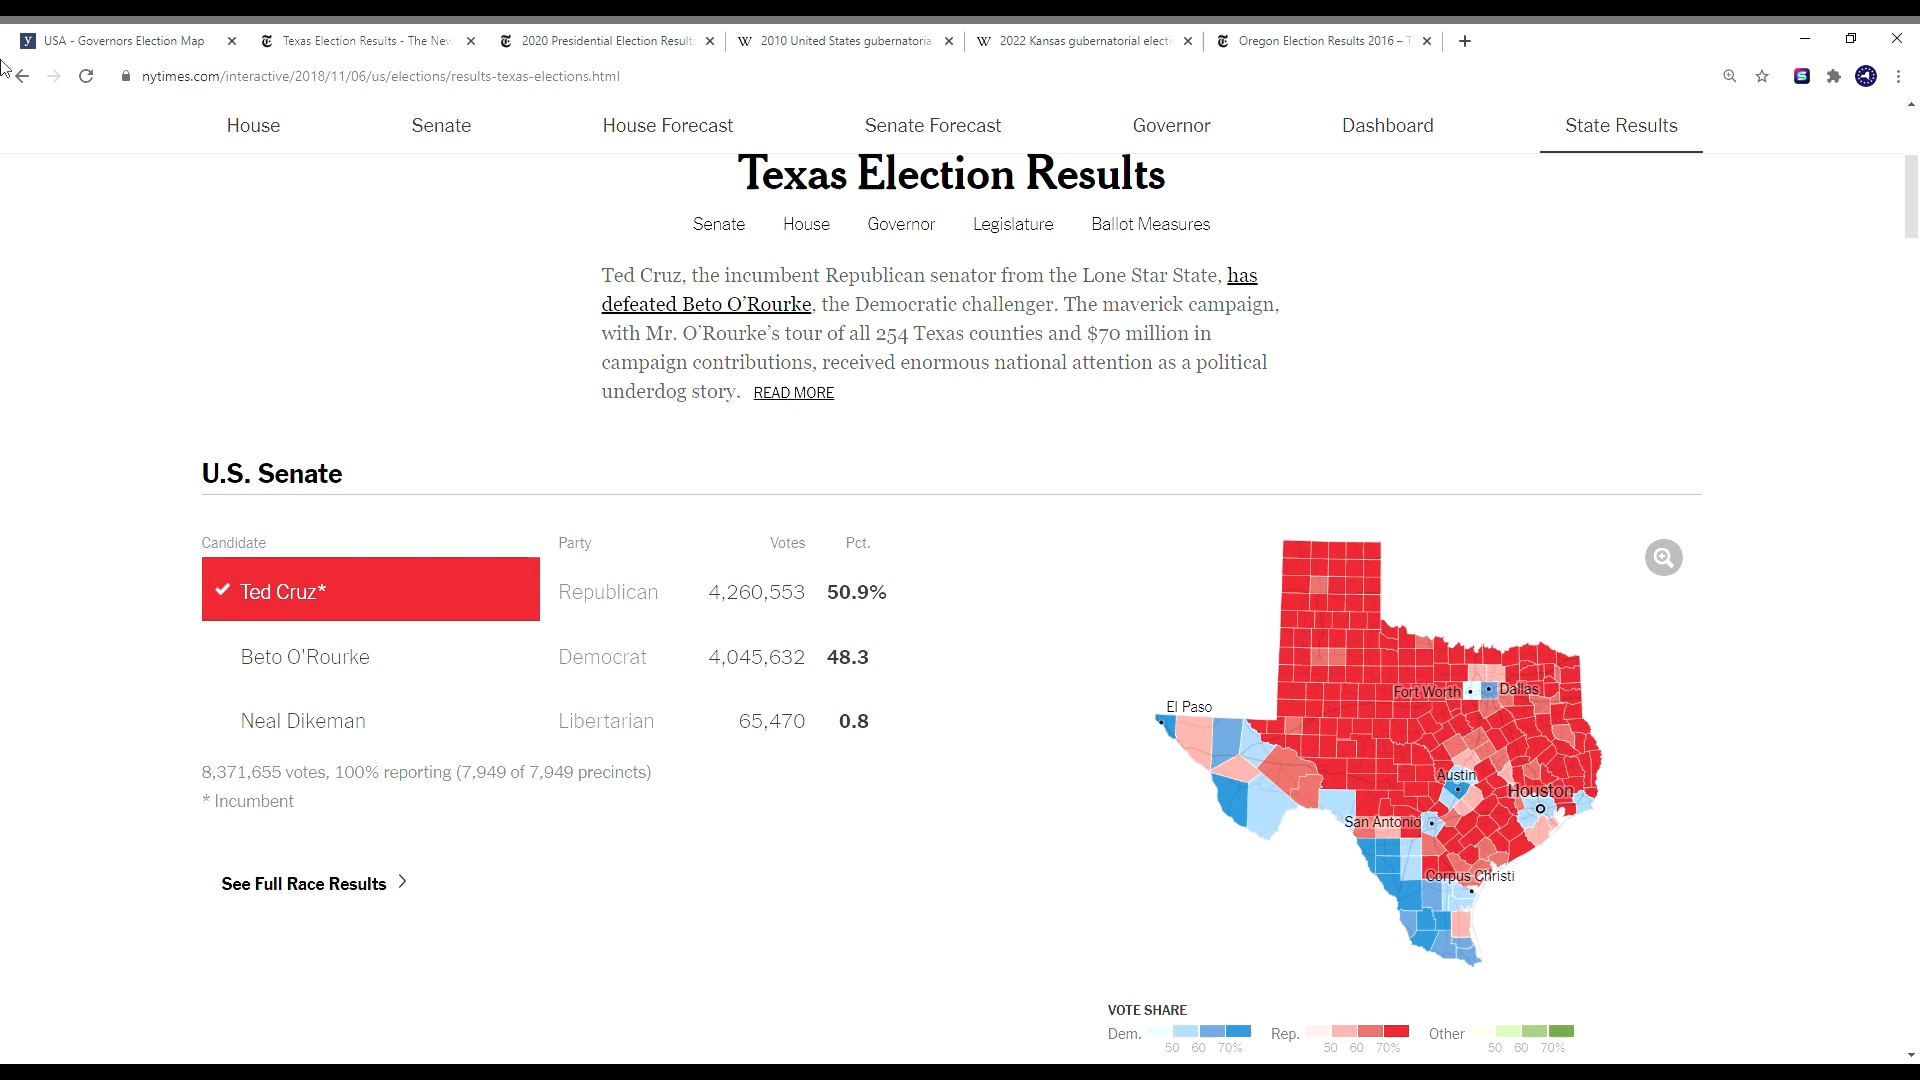 USA - Governors Election Map
Texas Election Results - The New
2020 Presidential Election Results
2010 United States gubernatorial
2022 Kansas gubernatorial electi
Oregon Election Results 2016 – T
nytimes.com/interactive/2018/11/06/us/elections/results-texas-elections.html
House Senate House Forecast Senate Forecast Governor Dashboard State Results
Texas Election Results
Senate House Governor Legislature Ballot Measures
Ted Cruz, the incumbent Republican senator from the Lone Star State, has
defeated Beto O’Rourke, the Democratic challenger. The maverick campaign,
with Mr. O’Rourke’s tour of all 254 Texas counties and $70 million in
campaign contributions, received enormous national attention as a political
underdog story. READ MORE
U.S. Senate
Candidate Party Votes Pct.
Ted Cruz* Republican 4,260,553 50.9%
Beto O'Rourke Democrat 4,045,632 48.3
Neal Dikeman Libertarian 65,470 0.8
8,371,655 votes, 100% reporting (7,949 of 7,949 precincts)
* Incumbent
See Full Race Results
Fort Worth Dallas
El Paso
Austin
Houston
San Antonio
Corpus Christi
VOTE SHARE
Dem. Rep. Other
50 60 70% 50 60 70% 50 60 70%